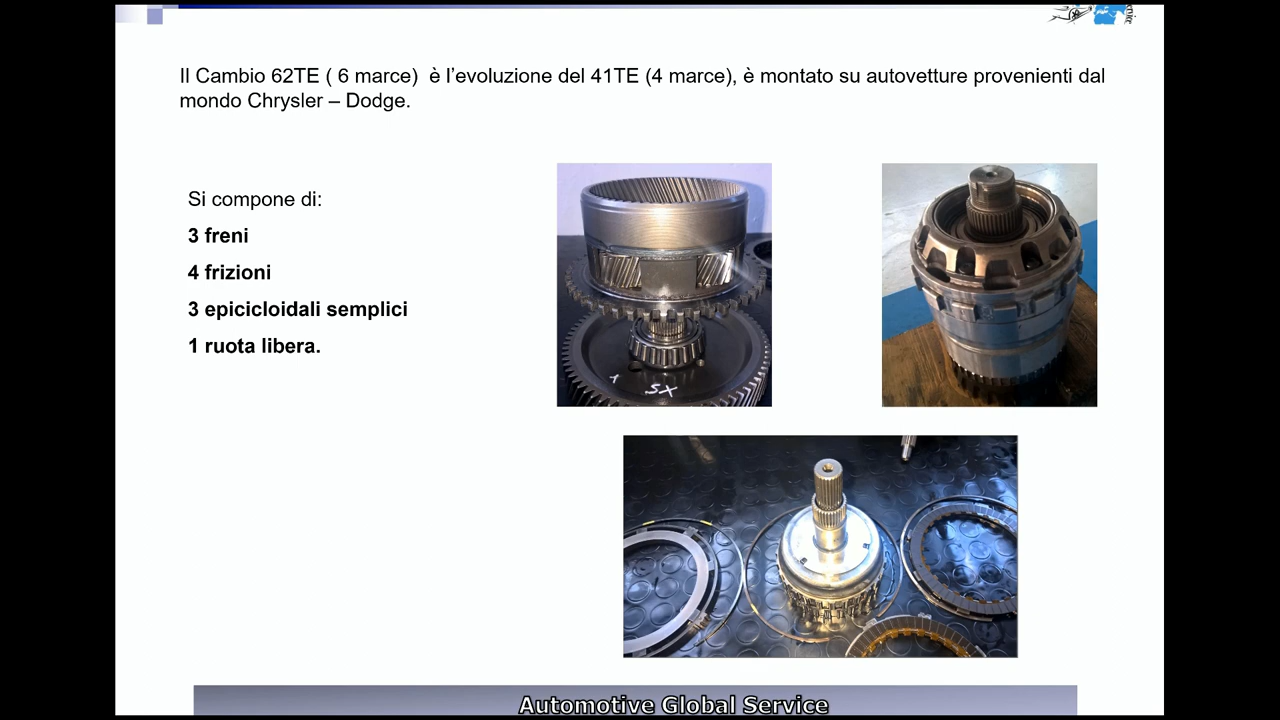 Il Cambio 62TE ( 6 marce)  è l’evoluzione del 41TE (4 marce), è montato su autovetture provenienti dal
mondo Chrysler – Dodge.
Si compone di:
3 freni
4 frizioni
3 epicicloidali semplici
1 ruota libera.
SX
Automotive Global Service